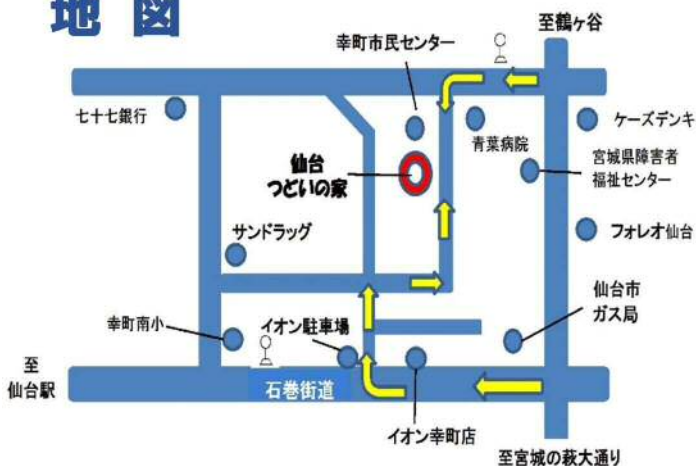 地 図
至鶴ヶ谷
幸町市民センター
七十七銀行
ケーズデンキ
青葉病院
宮城県障害者
福祉センター
仙台
つどいの家
サンドラッグ
フォレオ仙台
仙台市
ガス局
幸町南小
イオン駐車場
至
仙台駅
石巻街道
イオン幸町店
至宮城の萩大通り